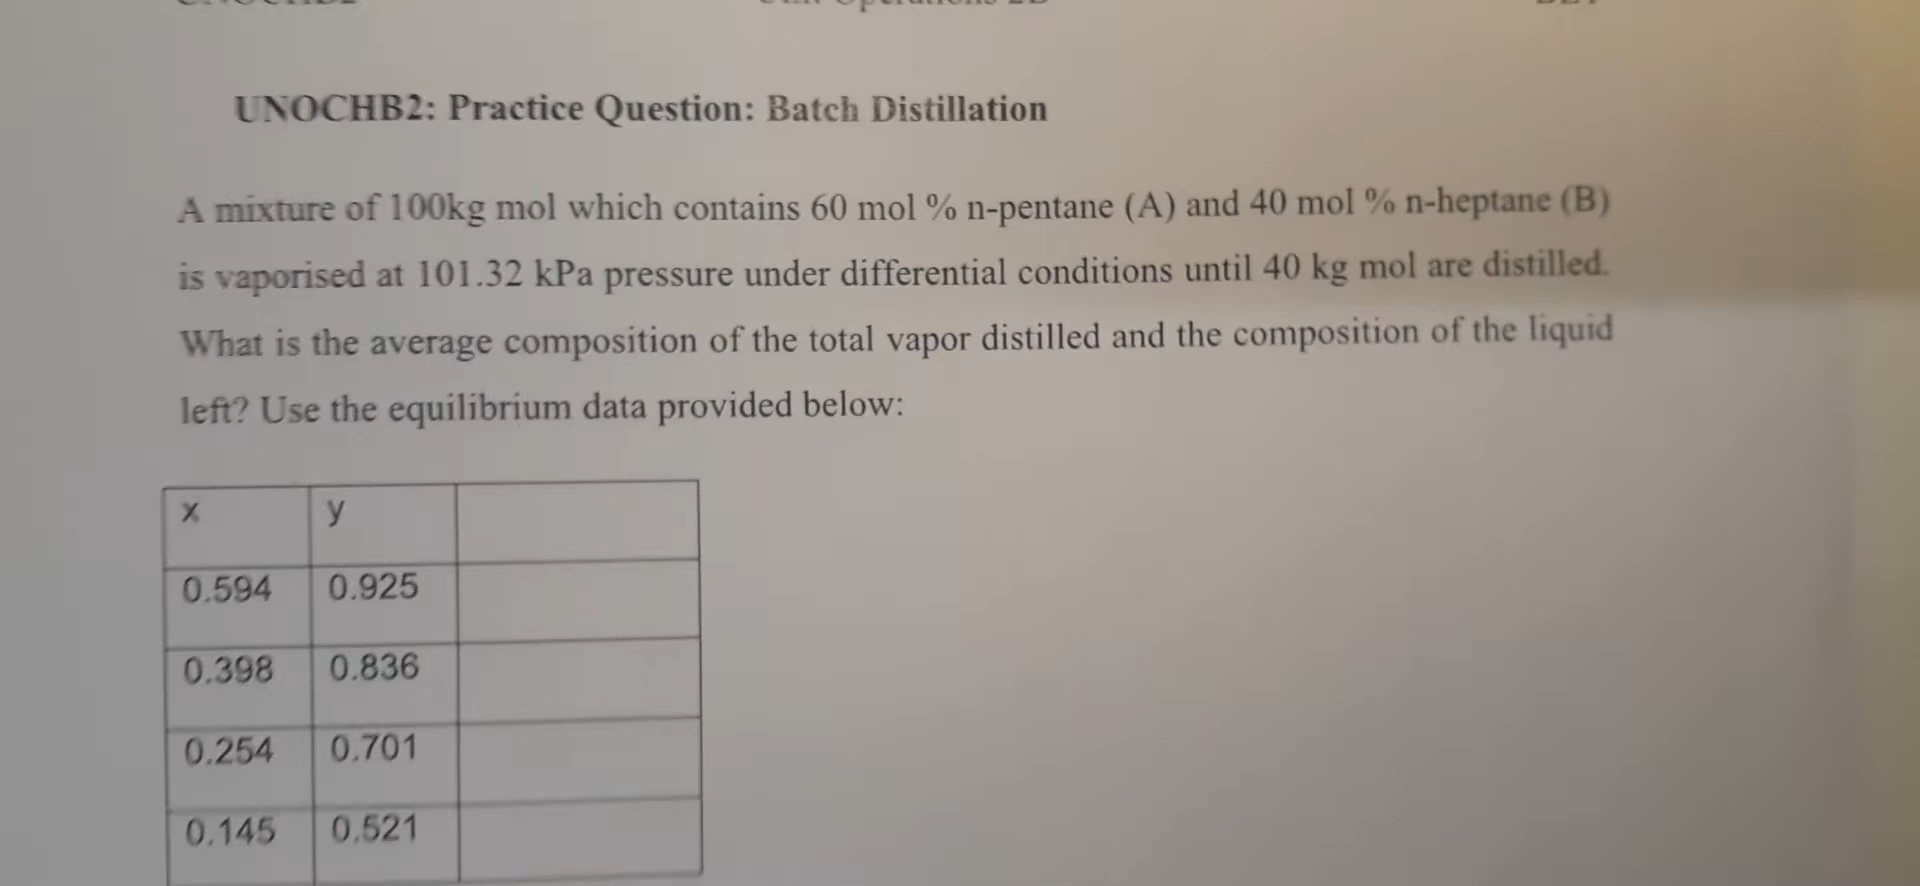 UNOCHB2: Practice Question: Batch Distillation
A mixture of 100kg mol which contains 60 mol % n-pentane (A) and 40 mol % n-heptane (B)
is vaporised at 101.32 kPa pressure under differential conditions until 40 kg mol are distilled.
What is the average composition of the total vapor distilled and the composition of the liquid
left? Use the equilibrium data provided below:
x y
0.594 0.925
0.398 0.836
0.254 0.701
0.145 0.521